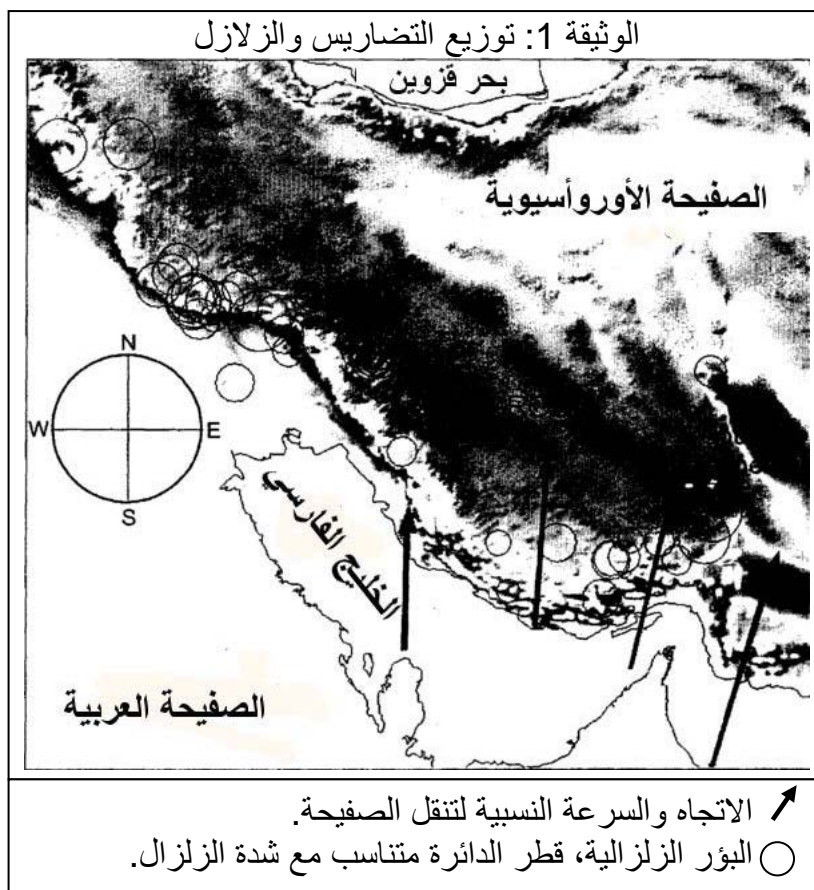 الوثيقة 1: توزيع التضاريس والزلازل
بحر قزوين
الصفيحة الأوروأسيوية
N
W
E
S
الخليج الفارسي
الصفيحة العربية
الاتجاه والسرعة النسبية لتنقل الصفيحة.
البؤر الزلزالية، قطر الدائرة متناسب مع شدة الزلزال.